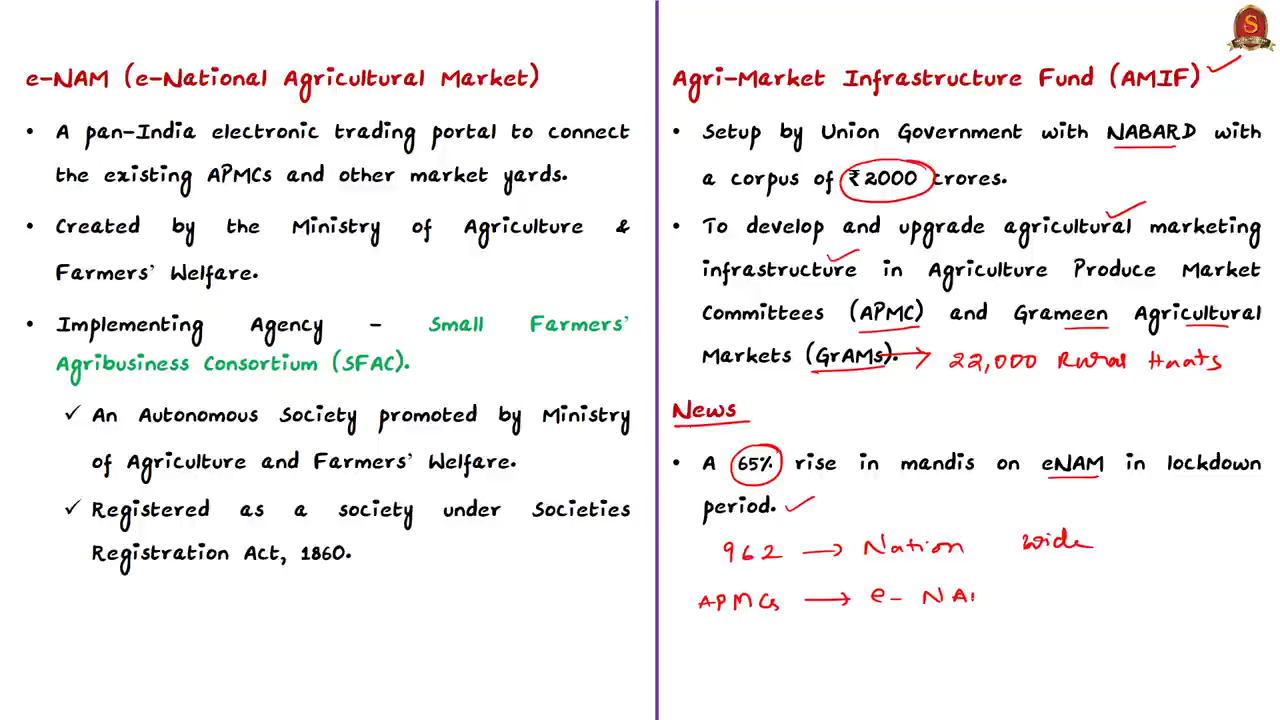 e-NAM (e-National Agricultural Market)
• A pan-India electronic trading portal to connect
the existing APMCs and other market yards.
• Created by the Ministry of Agriculture &
Farmers' Welfare.
• Implementing Agency - Small Farmers'
Agribusiness Consortium (SFAC).
✓ An Autonomous Society promoted by Ministry
of Agriculture and Farmers' Welfare.
✓ Registered as a society under Societies
Registration Act, 1860.
Agri-Market Infrastructure Fund (AMIF)
• Setup by Union Government with NABARD with
a corpus of ₹2000 crores.
• To develop and upgrade agricultural marketing
infrastructure in Agriculture Produce Market
Committees (APMC) and Grameen Agricultural
Markets (GrAMs). → 22,000 Rural Haats
News
• A 65% rise in mandis on eNAM in lockdown
period.
962 → Nation wide
APMCs → e-NA
S